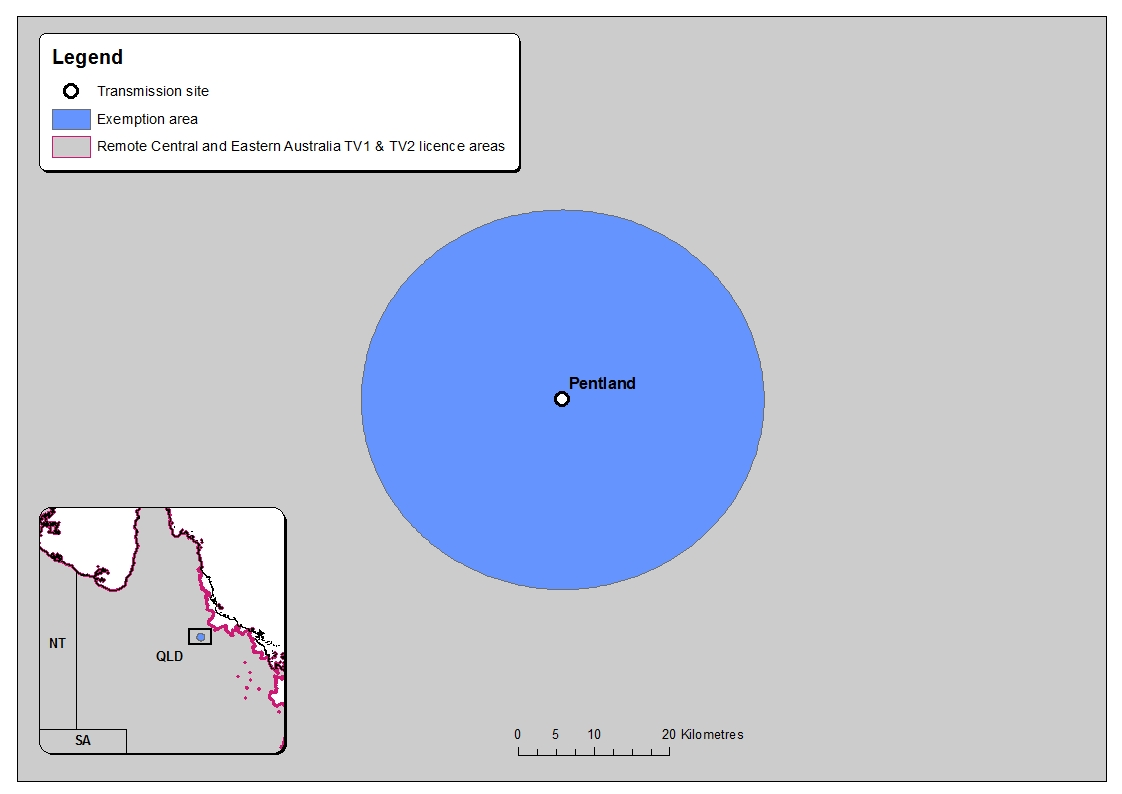 Legend
Transmission site
Exemption area
Remote Central and Eastern Australia TV1 & TV2 licence areas
Pentland
NT
QLD
SA
0 5 10 20 Kilometres